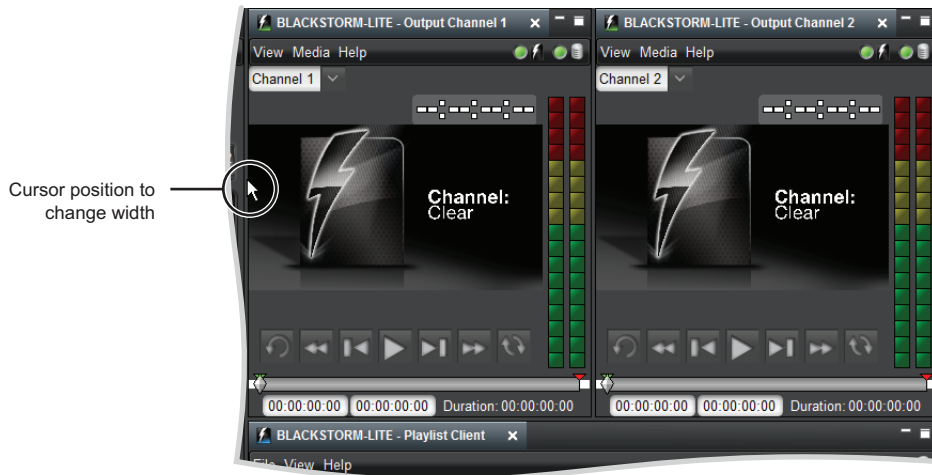 BLACKSTORM-LITE - Output Channel 1
BLACKSTORM-LITE - Output Channel 2
View Media Help
View Media Help
Channel 1
Channel 2
--:--:--:--
--:--:--:--
Channel:
Clear
Channel:
Clear
Cursor position to
change width
00:00:00:00 00:00:00:00 Duration: 00:00:00:00
00:00:00:00 00:00:00:00 Duration: 00:00:00:00
BLACKSTORM-LITE - Playlist Client
File View Help